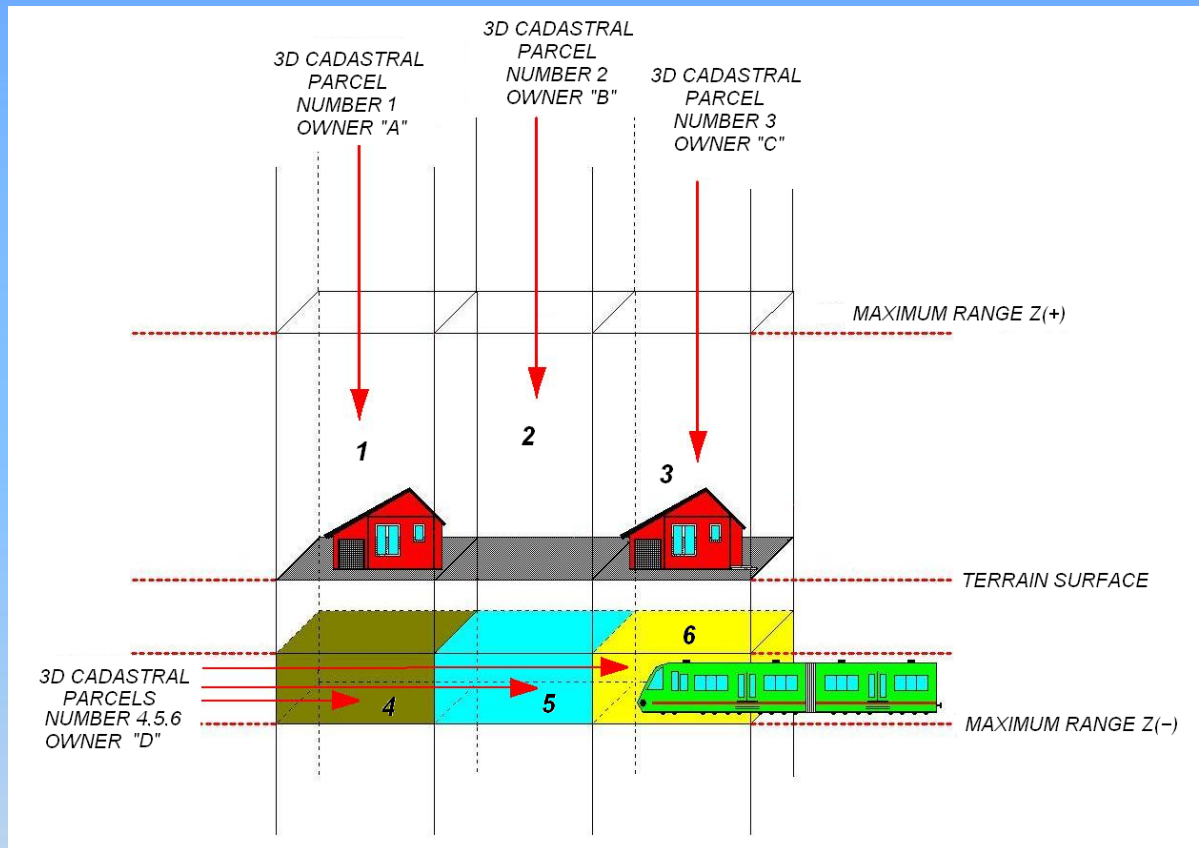 3D CADASTRAL
PARCEL
NUMBER 1
OWNER "A"
3D CADASTRAL
PARCEL
NUMBER 2
OWNER "B"
3D CADASTRAL
PARCEL
NUMBER 3
OWNER "C"
MAXIMUM RANGE Z(+)
1
2
3
TERRAIN SURFACE
3D CADASTRAL
PARCELS
NUMBER 4.5.6
OWNER "D"
4
5
6
MAXIMUM RANGE Z(−)